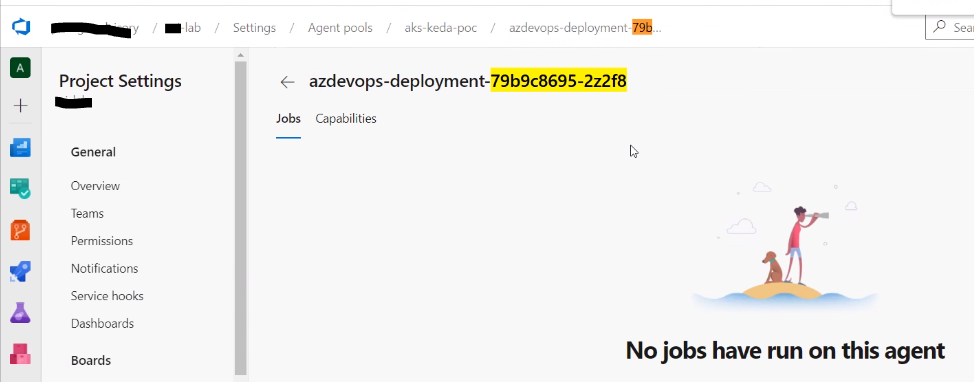 -lab / Settings / Agent pools / aks-keda-poc / azdevops-deployment-79b...
Sea
A
Project Settings
← azdevops-deployment-79b9c8695-2z2f8
Jobs Capabilities
General
Overview
Teams
Permissions
Notifications
Service hooks
Dashboards
Boards
No jobs have run on this agent